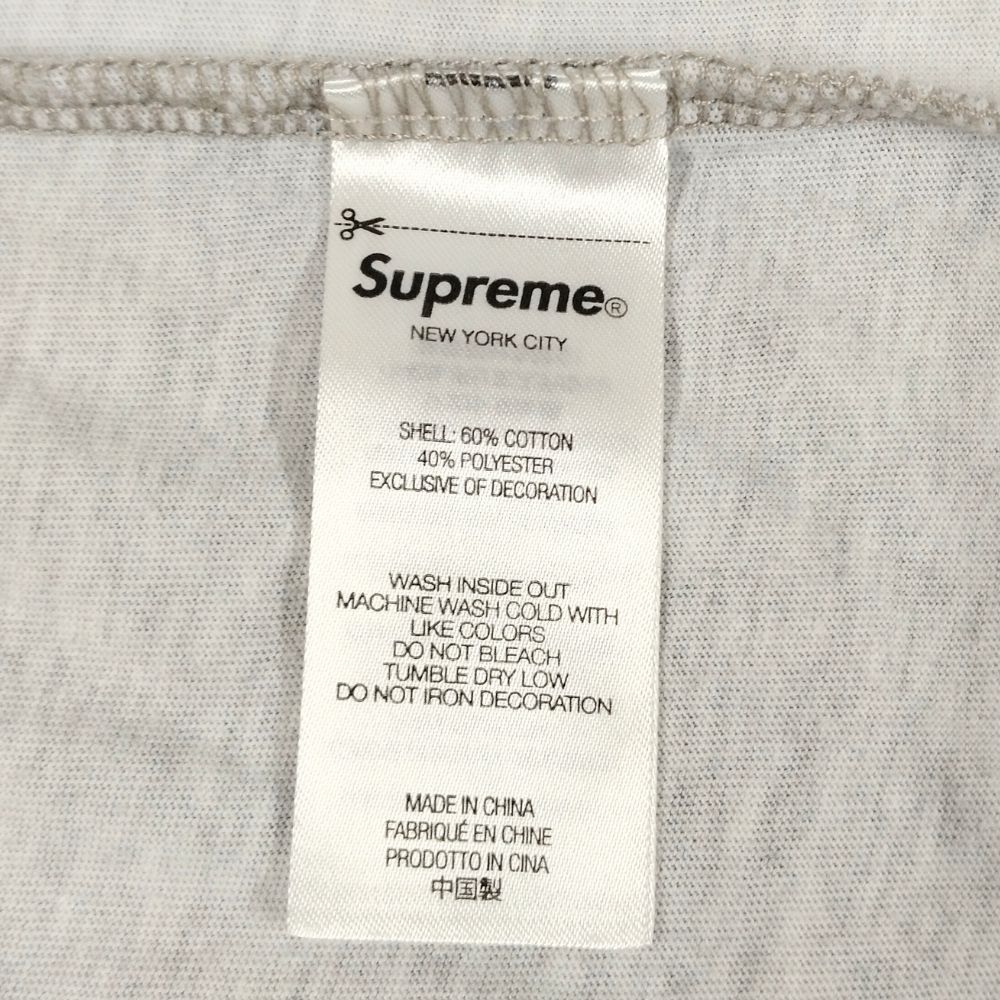 Supreme®
NEW YORK CITY
SHELL: 60% COTTON
40% POLYESTER
EXCLUSIVE OF DECORATION
WASH INSIDE OUT
MACHINE WASH COLD WITH
LIKE COLORS
DO NOT BLEACH
TUMBLE DRY LOW
DO NOT IRON DECORATION
MADE IN CHINA
FABRIQUÉ EN CHINE
PRODOTTO IN CINA
中国製